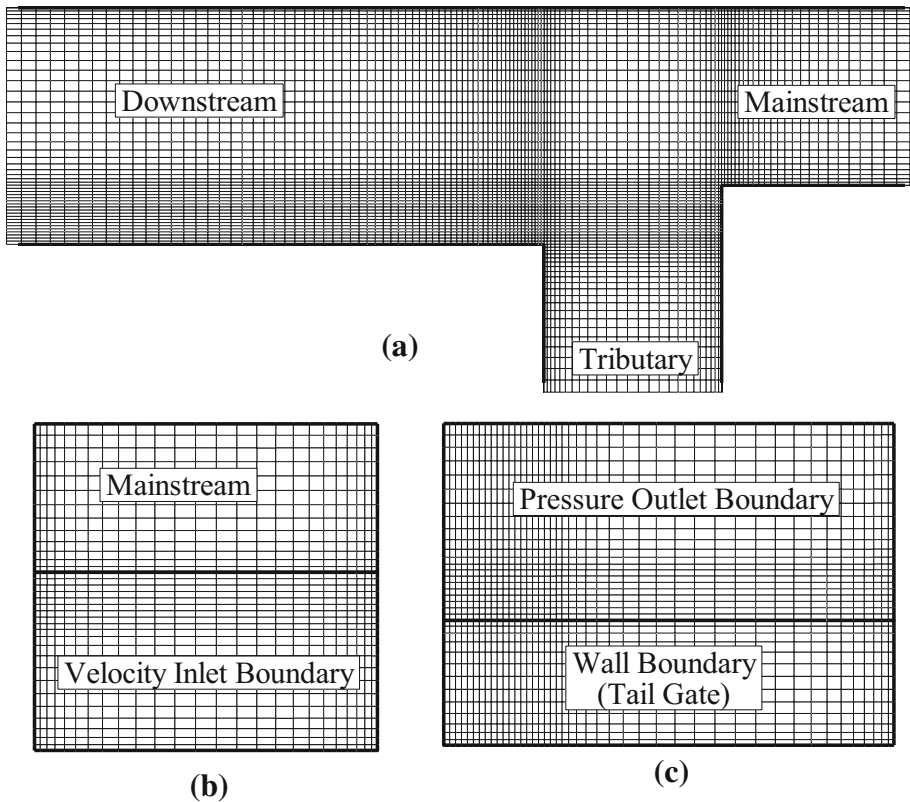 Downstream
Mainstream
Tributary
(a)
Mainstream
Velocity Inlet Boundary
(b)
Pressure Outlet Boundary
Wall Boundary
(Tail Gate)
(c)